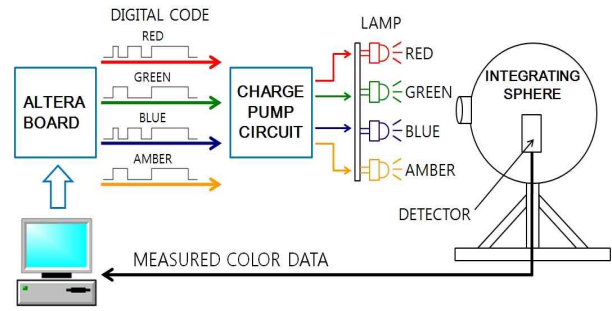 DIGITAL CODE
LAMP
RED
RED
GREEN
GREEN
BLUE
BLUE
AMBER
AMBER
ALTERA
BOARD
CHARGE
PUMP
CIRCUIT
INTEGRATING
SPHERE
DETECTOR
MEASURED COLOR DATA